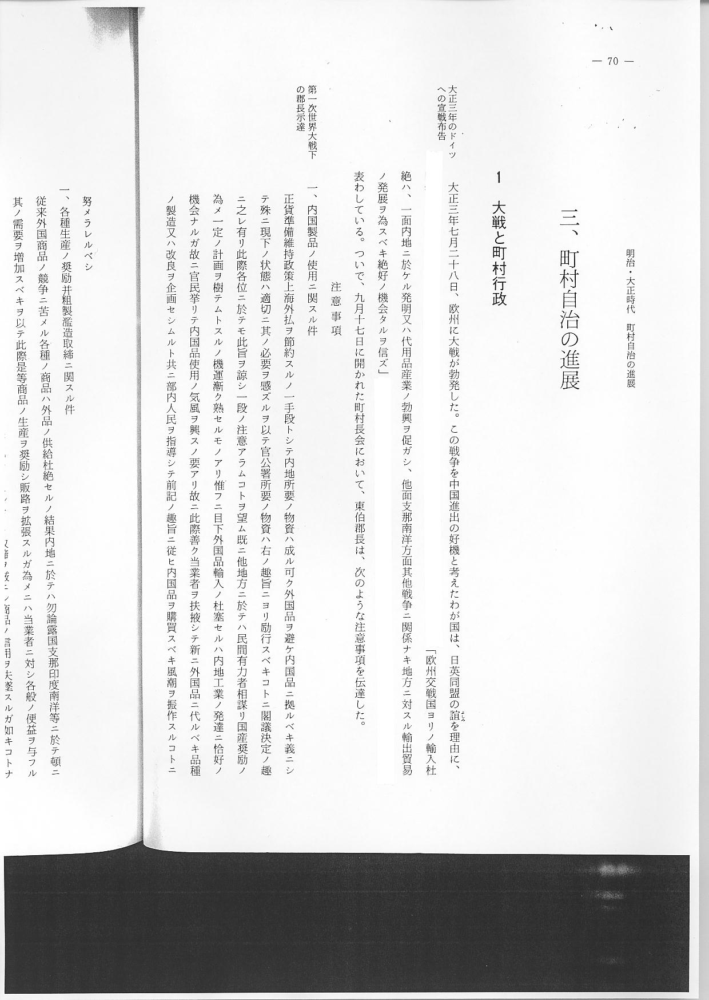 — 70 —
明治・大正時代　町村自治の進展
三、町村自治の進展
1　大戦と町村行政
大正三年のドイツ
への宣戦布告
大正三年七月二十八日、欧州に大戦が勃発した。この戦争を中国進出の好機と考えたわが国は、日英同盟の誼を理由に、
「欧州交戦国ヨリノ輸入杜
絶ハ、一面内地ニ於ケル発明又ハ代用品産業ノ勃興ヲ促ガシ、他面支那南洋方面其他戦争ニ関係ナキ地方ニ対スル輸出貿易
ノ発展ヲ為スベキ絶好ノ機会タルヲ信ズ」
表わしている。ついで、九月十七日に開かれた町村長会において、東伯郡長は、次のような注意事項を伝達した。
注意事項
第一次世界大戦下
の郡長示達
一、内国製品ノ使用ニ関スル件
正貨準備維持政策上海外払ヲ節約スルノ一手段トシテ内地所要ノ物資ハ成ル可ク外国品ヲ避ケ内国品ニ拠ルベキ義ニシ
テ殊ニ現下ノ状態ハ適切ニ其ノ必要ヲ感ズルヲ以テ官公署所要ノ物資ハ右ノ趣旨ニヨリ励行スベキコトニ閣議決定ノ趣
ニ之レ有リ此際各位ニ於テモ此旨ヲ諒シ一段ノ注意アラムコトヲ望ム既ニ他地方ニ於テハ民間有力者相謀リ国産奨励ノ
為メ一定ノ計画ヲ樹テムトスルノ機運漸ク熟セルモノアリ惟フニ目下外国品輸入ノ杜塞セルハ内地工業ノ発達ニ恰好ノ
機会ナルガ故ニ官民挙リテ内国品使用ノ気風ヲ興スノ要アリ故ニ此際善ク当業者ヲ扶掖シテ新ニ外国品ニ代ルベキ品種
ノ製造又ハ改良ヲ企画セシムルト共ニ部内人民ヲ指導シテ前記ノ趣旨ニ従ヒ内国品ヲ購買スベキ風潮ヲ振作スルコトニ
努メラレルベシ
一、各種生産ノ奨励并粗製濫造取締ニ関スル件
従来外国商品ノ競争ニ苦メル各種ノ商品ハ外品ノ供給杜絶セルノ結果内地ニ於テハ勿論露国支那印度南洋等ニ於テ頓ニ
其ノ需要ヲ増加スベキヲ以テ此際是等商品ノ生産ヲ奨励シ販路ヲ拡張スルガ為メニハ当業者ニ対シ各般ノ便益ヲ与フル
商品ノ信用ヲ失墜スルガ如キコトナ